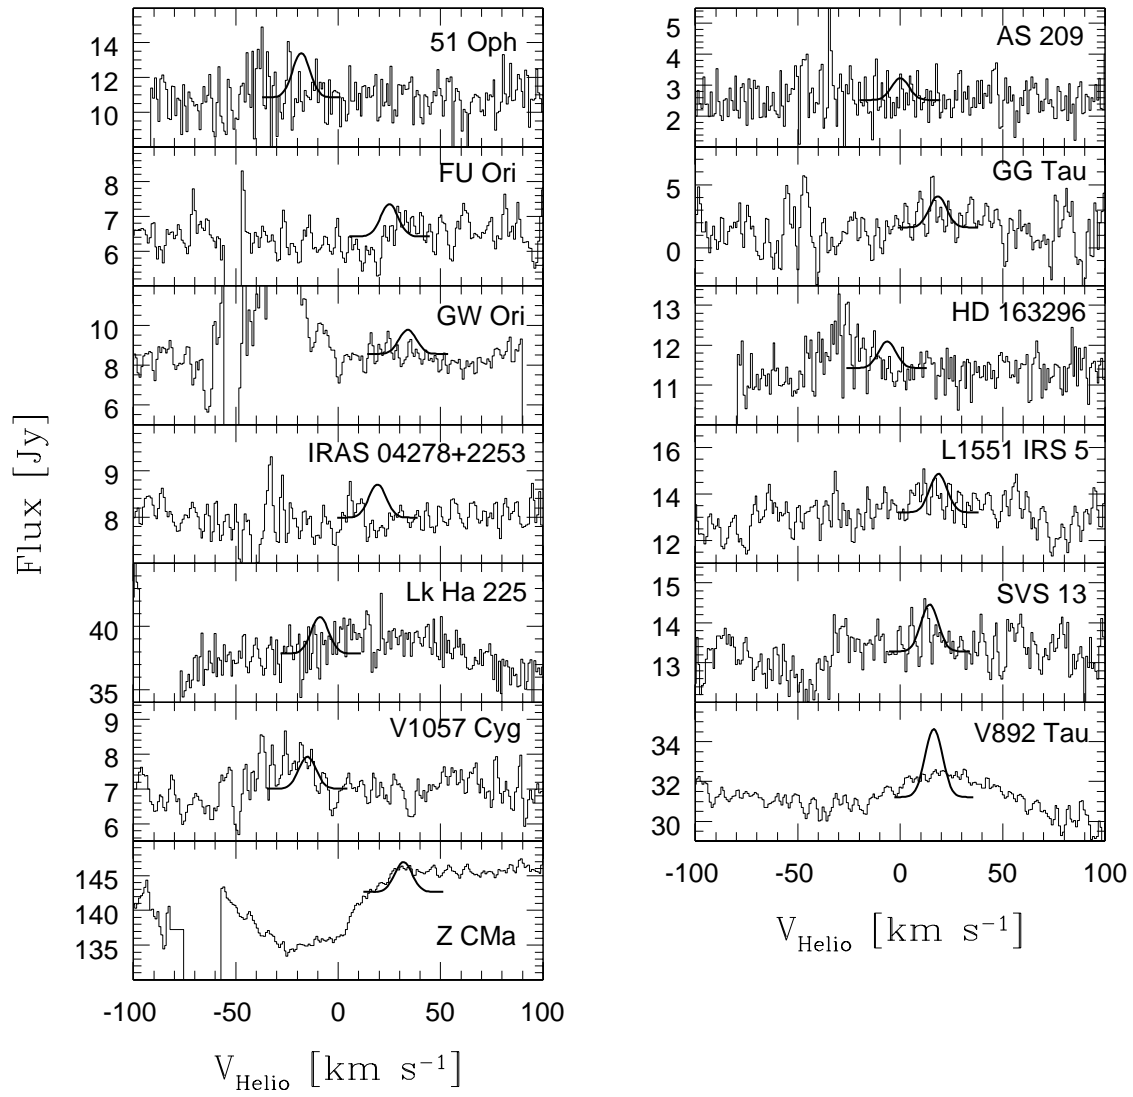 Flux [Jy]
51 Oph
14
12
10
FU Ori
8
7
6
GW Ori
10
8
6
IRAS 04278+2253
9
8
Lk Ha 225
40
35
V1057 Cyg
9
8
7
6
Z CMa
145
140
135
-100 -50 0 50 100
V_Helio [km s⁻¹]
AS 209
5
4
3
2
GG Tau
5
0
HD 163296
13
12
11
L1551 IRS 5
16
14
12
SVS 13
15
14
13
V892 Tau
34
32
30
-100 -50 0 50 100
V_Helio [km s⁻¹]